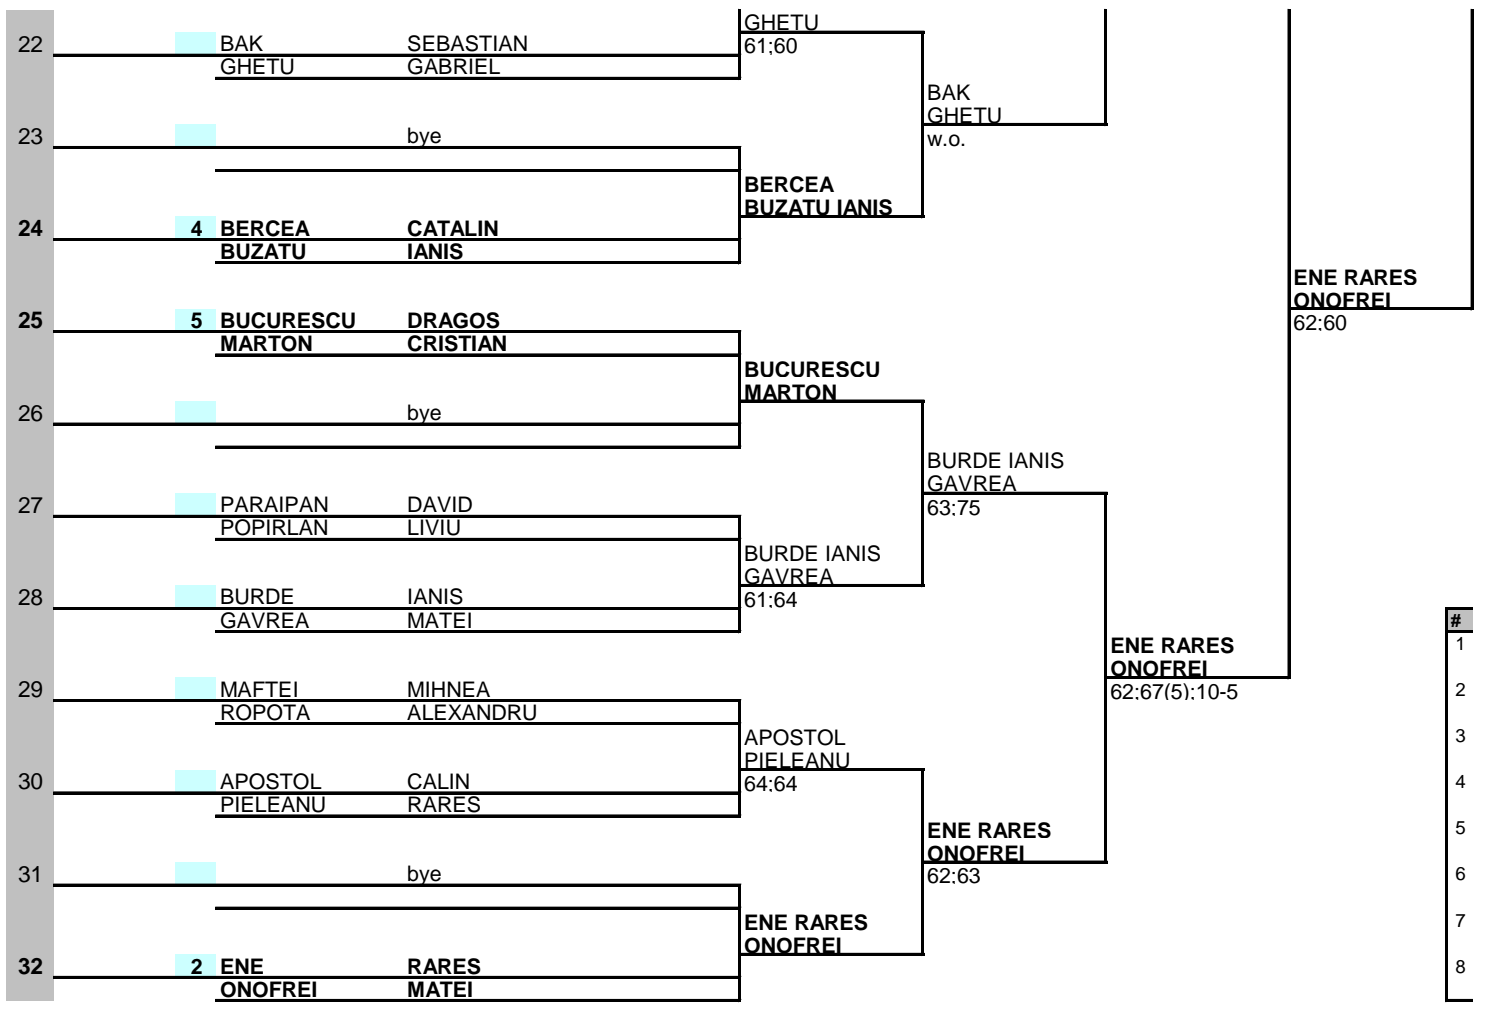 GHETU
22 BAK SEBASTIAN 61;60
GHETU GABRIEL
BAK
GHETU
23 bye w.o.
BERCEA
BUZATU IANIS
24 4 BERCEA CATALIN
BUZATU IANIS
ENE RARES
ONOFREI
25 5 BUCURESCU DRAGOS 62;60
MARTON CRISTIAN
BUCURESCU
MARTON
26 bye
BURDE IANIS
GAVREA
27 PARAIPAN DAVID 63;75
POPIRLAN LIVIU
BURDE IANIS
GAVREA
28 BURDE IANIS 61;64
GAVREA MATEI #
ENE RARES 1
ONOFREI
29 MAFTEI MIHNEA 62;67(5);10-5 2
ROPOTA ALEXANDRU
APOSTOL 3
PIELEANU
30 APOSTOL CALIN 64;64 4
PIELEANU RARES
ENE RARES 5
ONOFREI
31 bye 62;63 6
ENE RARES 7
ONOFREI
32 2 ENE RARES 8
ONOFREI MATEI